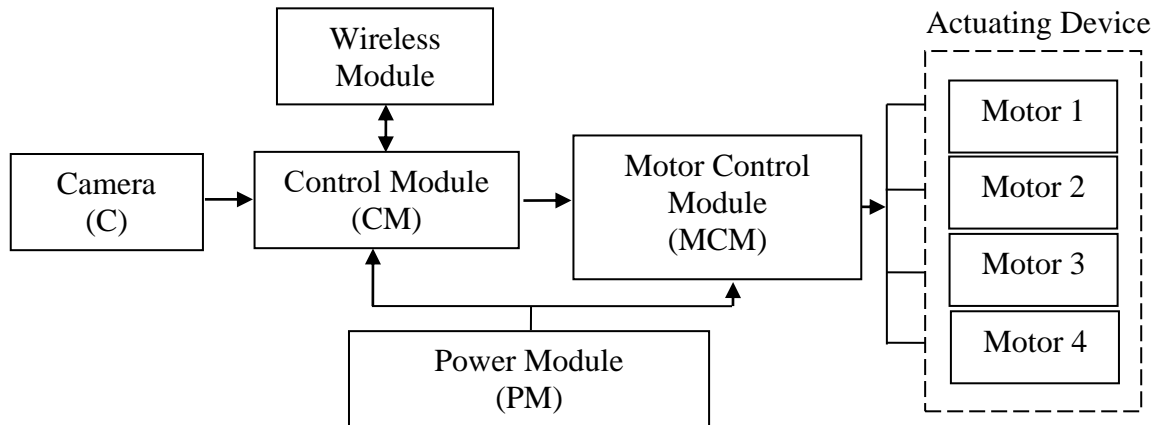 Actuating Device
Wireless
Module
Camera
(C)
Control Module
(CM)
Motor Control
Module
(MCM)
Motor 1
Motor 2
Motor 3
Motor 4
Power Module
(PM)